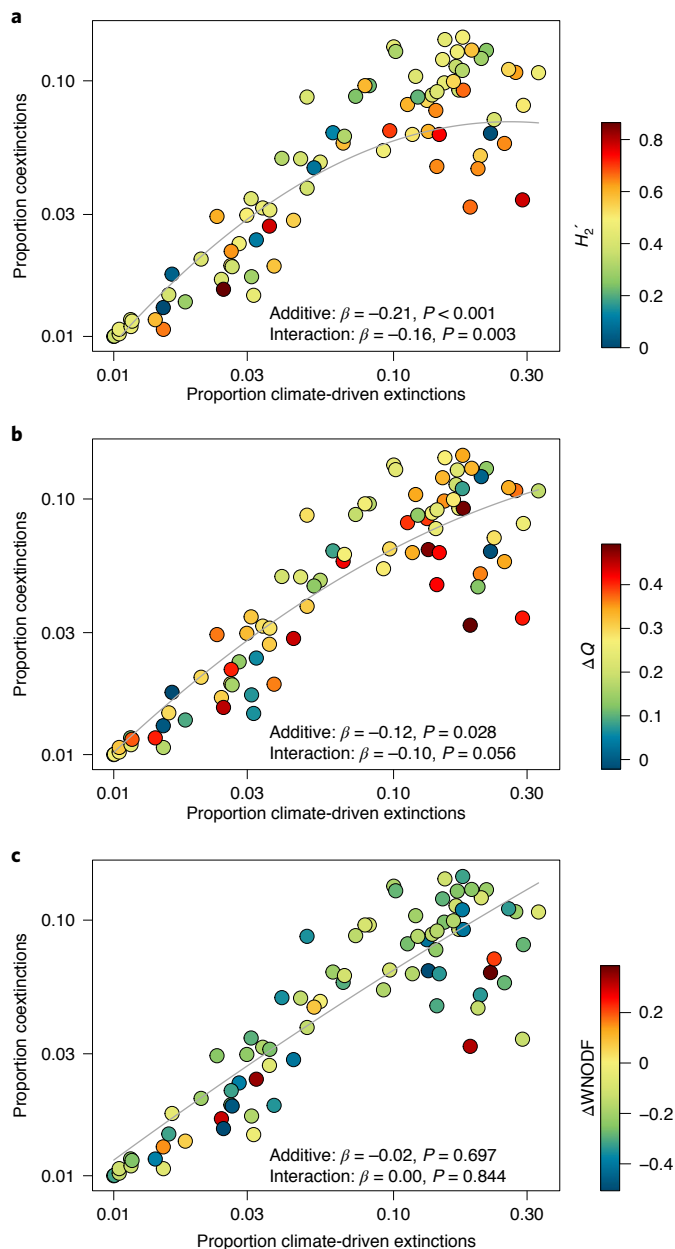 a
0.10
0.03
0.01
Proportion coextinctions
Additive: β = –0.21, P < 0.001
Interaction: β = –0.16, P = 0.003
0.01 0.03 0.10 0.30
Proportion climate-driven extinctions
0.8
0.6
0.4
0.2
0
H2′
b
0.10
0.03
0.01
Proportion coextinctions
Additive: β = –0.12, P = 0.028
Interaction: β = –0.10, P = 0.056
0.01 0.03 0.10 0.30
Proportion climate-driven extinctions
0.4
0.3
0.2
0.1
0
ΔQ
c
0.10
0.03
0.01
Proportion coextinctions
Additive: β = –0.02, P = 0.697
Interaction: β = 0.00, P = 0.844
0.01 0.03 0.10 0.30
Proportion climate-driven extinctions
0.2
0
−0.2
−0.4
ΔWNODF